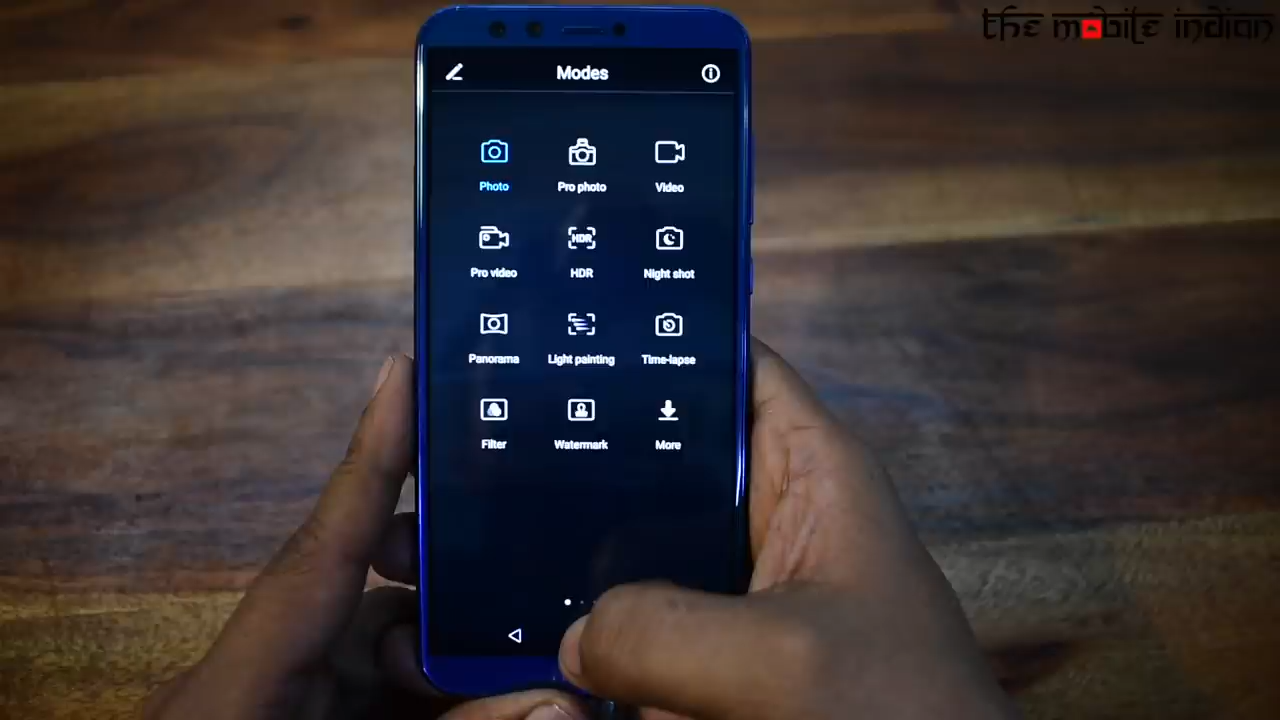 the mobile indian
Modes
Photo
Pro photo
Video
Pro video
HDR
HDR
Night shot
Panorama
Light painting
Time-lapse
Filter
Watermark
More